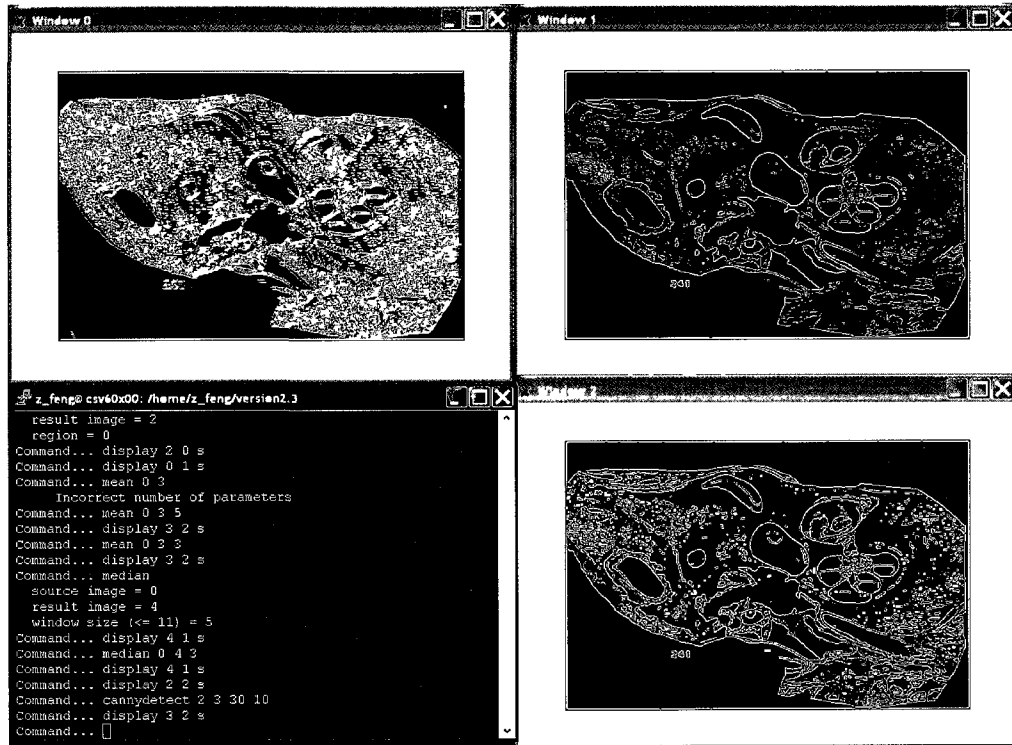 Window 0
Window 1
z_feng@csv60x00: /home/z_feng/version2.3
result image = 2
region = 0
Command... display 2 0 s
Command... display 0 1 s
Command... mean 0 3
Incorrect number of parameters
Command... mean 0 3 5
Command... display 3 2 s
Command... mean 0 3 3
Command... display 3 2 s
Command... median
source image = 0
result image = 4
window size (<= 11) = 5
Command... display 4 1 s
Command... median 0 4 3
Command... display 4 1 s
Command... display 2 2 s
Command... cannydetect 2 3 30 10
Command... display 3 2 s
Command...
Window 2